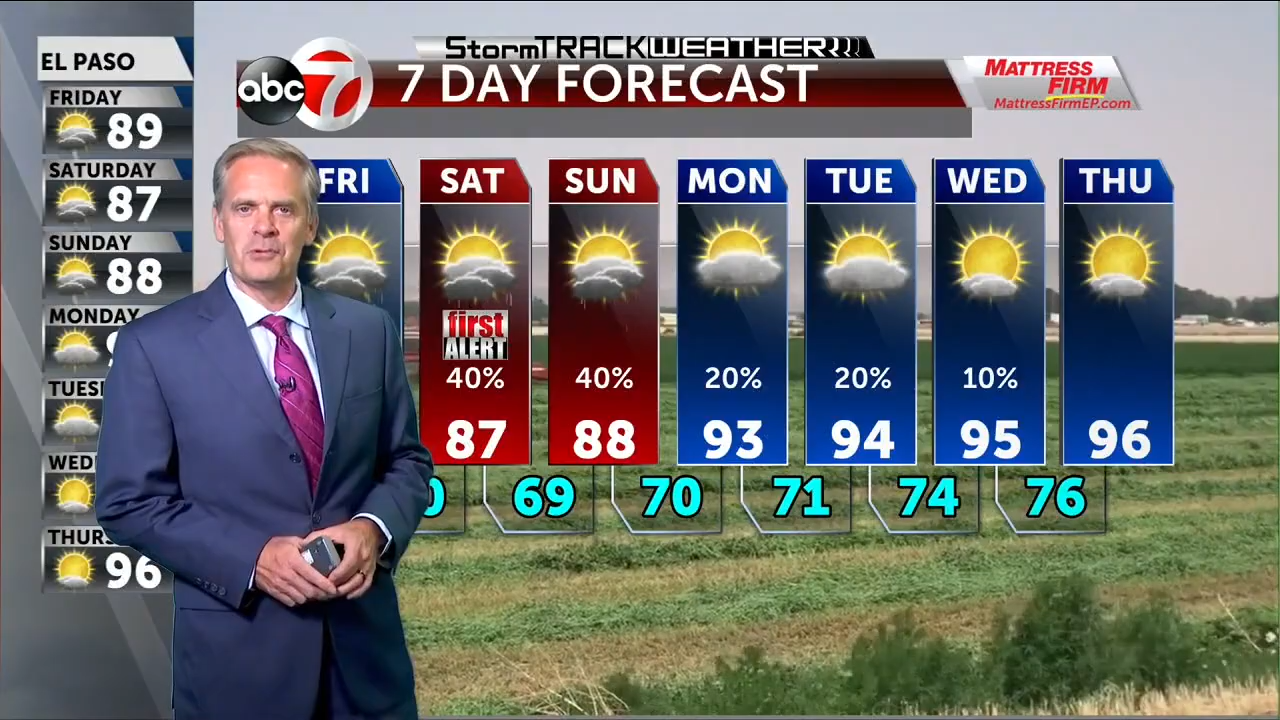 StormTRACKWEATHER
abc 7
7 DAY FORECAST
MATTRESS
FIRM
MattressFirmEP.com
EL PASO
FRIDAY
89
SATURDAY
87
SUNDAY
88
MONDAY
WED
96
FRI SAT SUN MON TUE WED THU
first
ALERT
40% 40% 20% 20% 10%
87 88 93 94 95 96
69 70 71 74 76